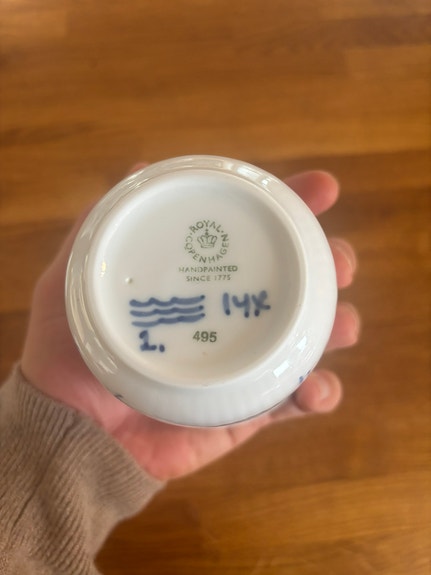 ROYAL COPENHAGEN
HANDPAINTED
SINCE 1775
14x
1.
495